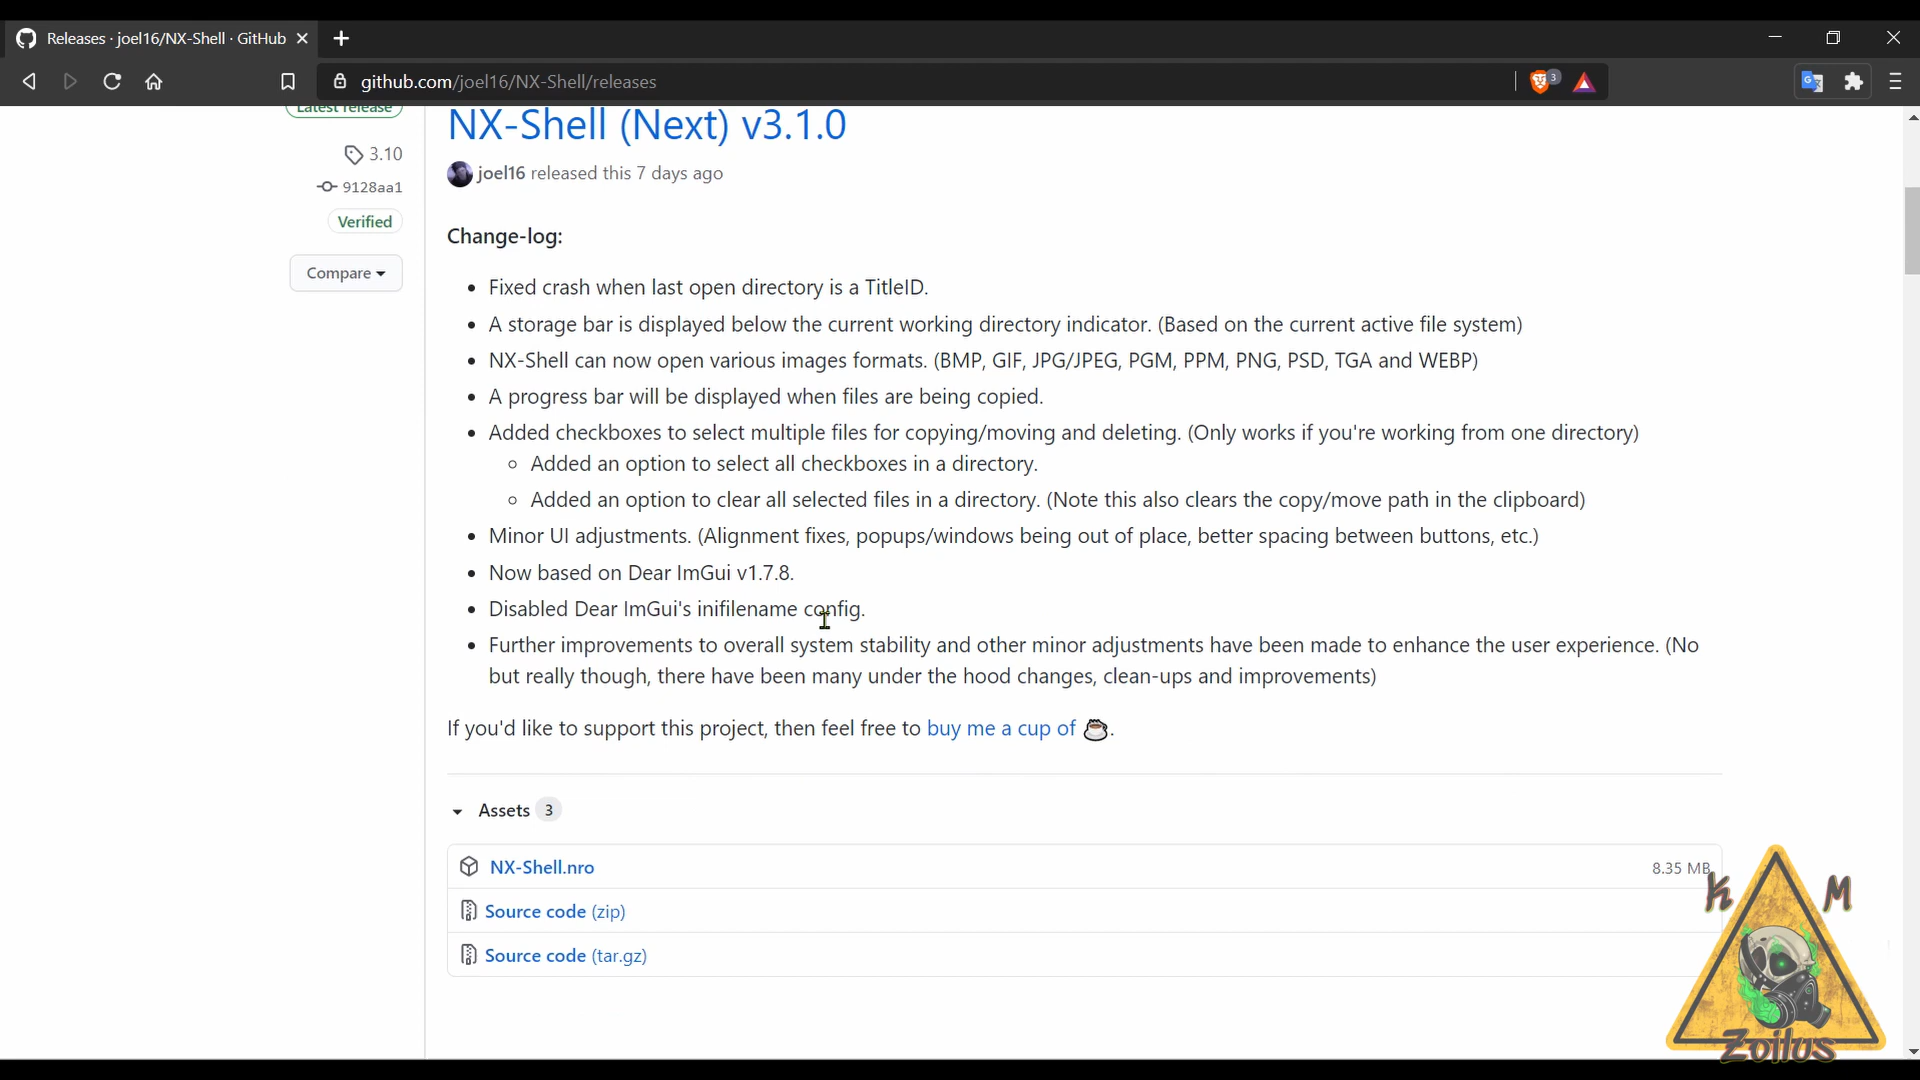 Releases · joel16/NX-Shell · GitHub
github.com/joel16/NX-Shell/releases
3
Latest release
NX-Shell (Next) v3.1.0
3.10
joel16 released this 7 days ago
9128aa1
Verified
Change-log:
Compare
Fixed crash when last open directory is a TitleID.
A storage bar is displayed below the current working directory indicator. (Based on the current active file system)
NX-Shell can now open various images formats. (BMP, GIF, JPG/JPEG, PGM, PPM, PNG, PSD, TGA and WEBP)
A progress bar will be displayed when files are being copied.
Added checkboxes to select multiple files for copying/moving and deleting. (Only works if you're working from one directory)
Added an option to select all checkboxes in a directory.
Added an option to clear all selected files in a directory. (Note this also clears the copy/move path in the clipboard)
Minor UI adjustments. (Alignment fixes, popups/windows being out of place, better spacing between buttons, etc.)
Now based on Dear ImGui v1.7.8.
Disabled Dear ImGui's inifilename config.
Further improvements to overall system stability and other minor adjustments have been made to enhance the user experience. (No
but really though, there have been many under the hood changes, clean-ups and improvements)
If you'd like to support this project, then feel free to buy me a cup of ☕.
Assets 3
NX-Shell.nro
8.35 MB
Source code (zip)
Source code (tar.gz)
K M
Zoilus